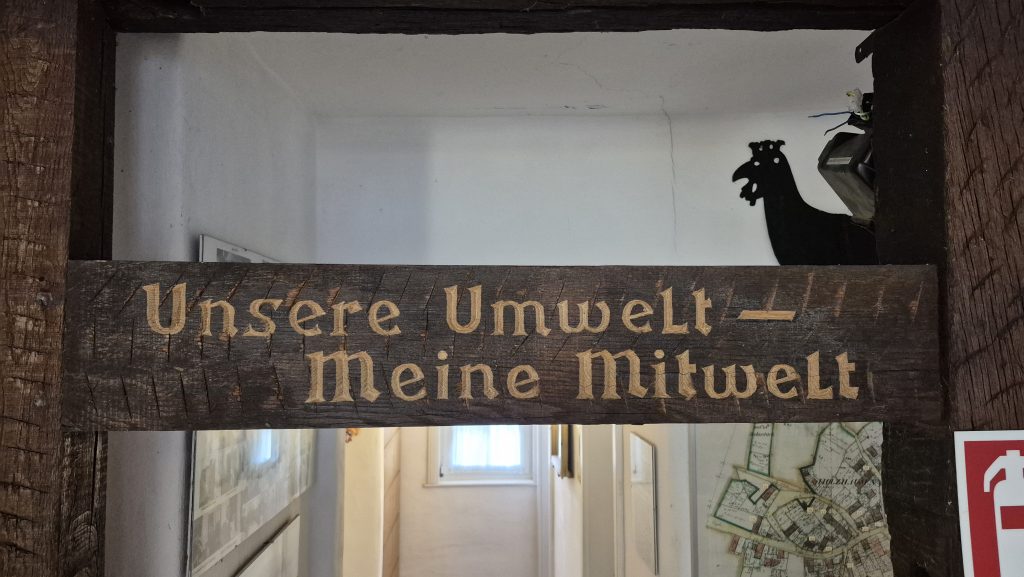 Unsere Umwelt –
Meine Mitwelt